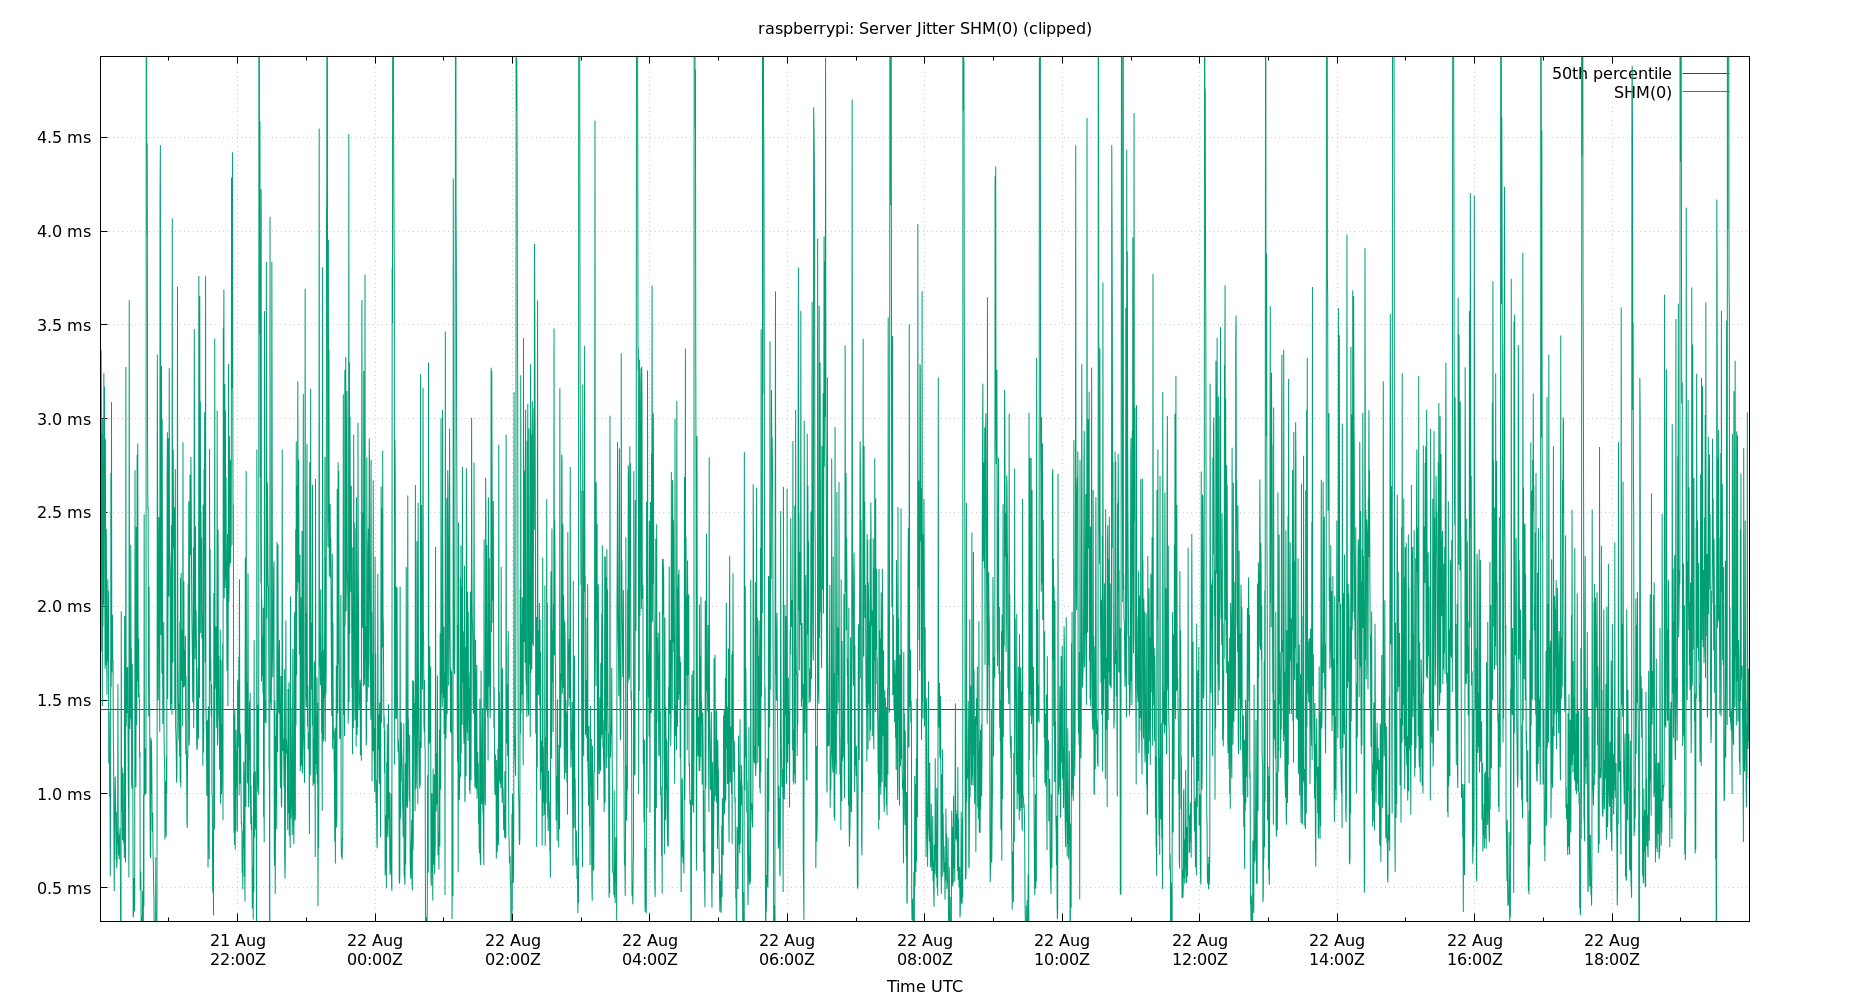 raspberrypi: Server Jitter SHM(0) (clipped)
50th percentile
SHM(0)
4.5 ms
4.0 ms
3.5 ms
3.0 ms
2.5 ms
2.0 ms
1.5 ms
1.0 ms
0.5 ms
21 Aug 22 Aug 22 Aug 22 Aug 22 Aug 22 Aug 22 Aug 22 Aug 22 Aug 22 Aug 22 Aug
22:00Z 00:00Z 02:00Z 04:00Z 06:00Z 08:00Z 10:00Z 12:00Z 14:00Z 16:00Z 18:00Z
Time UTC